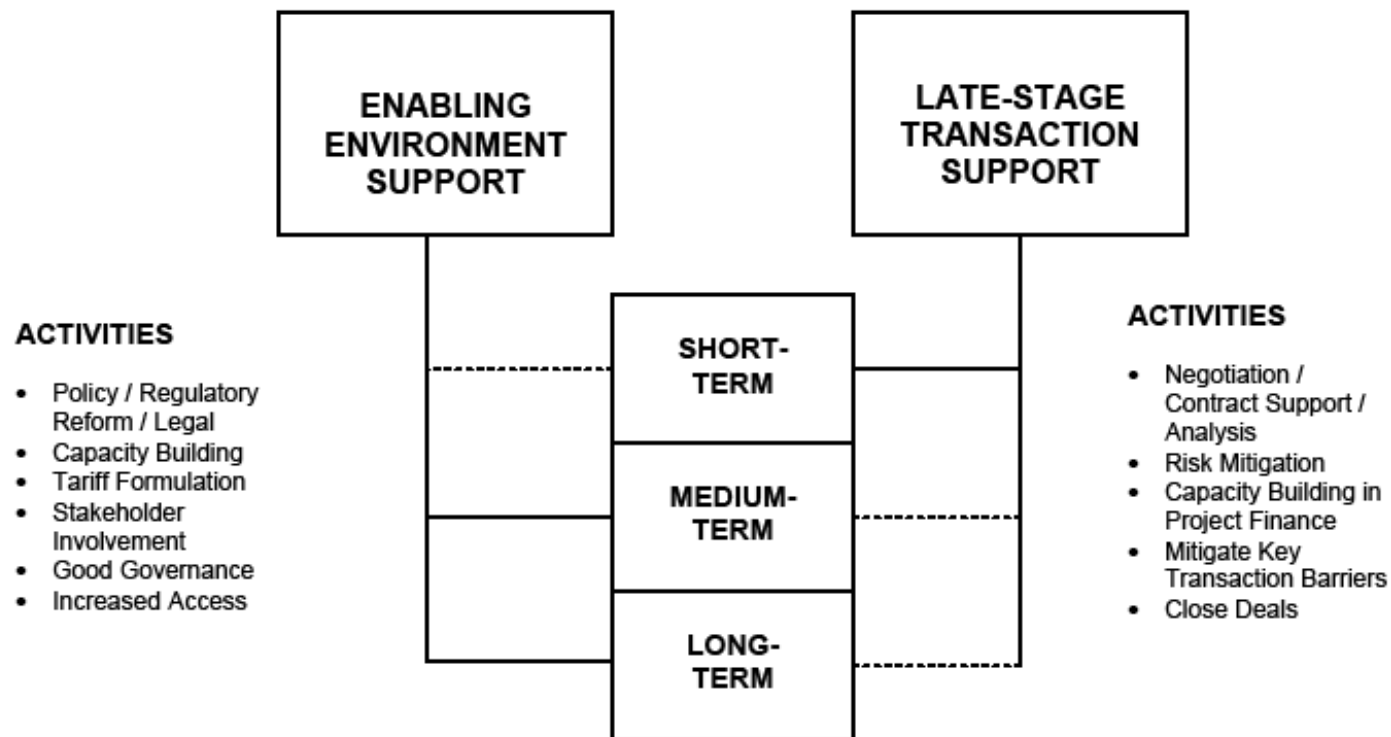 ENABLING
ENVIRONMENT
SUPPORT
LATE-STAGE
TRANSACTION
SUPPORT
ACTIVITIES
• Policy / Regulatory
Reform / Legal
• Capacity Building
• Tariff Formulation
• Stakeholder
Involvement
• Good Governance
• Increased Access
SHORT-
TERM
MEDIUM-
TERM
LONG-
TERM
ACTIVITIES
• Negotiation /
Contract Support /
Analysis
• Risk Mitigation
• Capacity Building in
Project Finance
• Mitigate Key
Transaction Barriers
• Close Deals